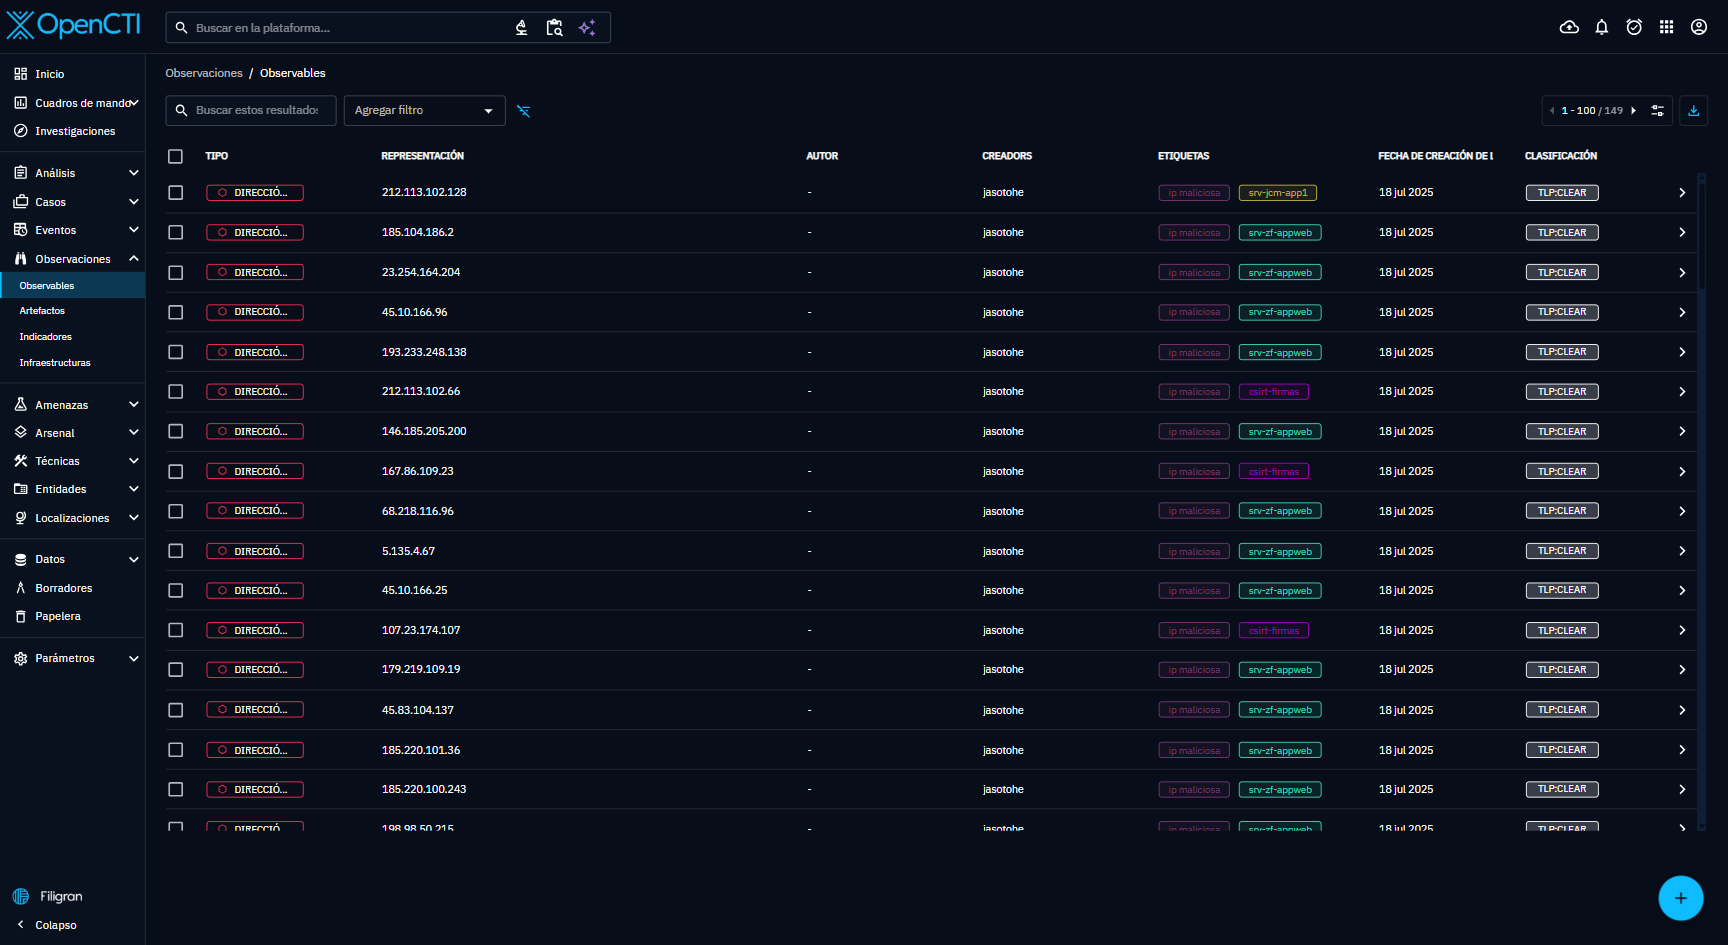 OpenCTI
Buscar en la plataforma...
Inicio
Cuadros de mando
Investigaciones
Análisis
Casos
Eventos
Observaciones
Observables
Artefactos
Indicadores
Infraestructuras
Amenazas
Arsenal
Técnicas
Entidades
Localizaciones
Datos
Borradores
Papelera
Parámetros
Filigran
Colapso
Observaciones / Observables
Buscar estos resultados
Agregar filtro
1 - 100 / 149
TIPO REPRESENTACIÓN AUTOR CREADORS ETIQUETAS FECHA DE CREACIÓN DE L CLASIFICACIÓN
DIRECCIÓ... 212.113.102.128 - jasotohe ip maliciosa srv-jcm-app1 18 jul 2025 TLP:CLEAR
DIRECCIÓ... 185.104.186.2 - jasotohe ip maliciosa srv-zf-appweb 18 jul 2025 TLP:CLEAR
DIRECCIÓ... 23.254.164.204 - jasotohe ip maliciosa srv-zf-appweb 18 jul 2025 TLP:CLEAR
DIRECCIÓ... 45.10.166.96 - jasotohe ip maliciosa srv-zf-appweb 18 jul 2025 TLP:CLEAR
DIRECCIÓ... 193.233.248.138 - jasotohe ip maliciosa srv-zf-appweb 18 jul 2025 TLP:CLEAR
DIRECCIÓ... 212.113.102.66 - jasotohe ip maliciosa csirt-firmas 18 jul 2025 TLP:CLEAR
DIRECCIÓ... 146.185.205.200 - jasotohe ip maliciosa srv-zf-appweb 18 jul 2025 TLP:CLEAR
DIRECCIÓ... 167.86.109.23 - jasotohe ip maliciosa csirt-firmas 18 jul 2025 TLP:CLEAR
DIRECCIÓ... 68.218.116.96 - jasotohe ip maliciosa srv-zf-appweb 18 jul 2025 TLP:CLEAR
DIRECCIÓ... 5.135.4.67 - jasotohe ip maliciosa srv-zf-appweb 18 jul 2025 TLP:CLEAR
DIRECCIÓ... 45.10.166.25 - jasotohe ip maliciosa srv-zf-appweb 18 jul 2025 TLP:CLEAR
DIRECCIÓ... 107.23.174.107 - jasotohe ip maliciosa csirt-firmas 18 jul 2025 TLP:CLEAR
DIRECCIÓ... 179.219.109.19 - jasotohe ip maliciosa srv-zf-appweb 18 jul 2025 TLP:CLEAR
DIRECCIÓ... 45.83.104.137 - jasotohe ip maliciosa srv-zf-appweb 18 jul 2025 TLP:CLEAR
DIRECCIÓ... 185.220.101.36 - jasotohe ip maliciosa srv-zf-appweb 18 jul 2025 TLP:CLEAR
DIRECCIÓ... 185.220.100.243 - jasotohe ip maliciosa srv-zf-appweb 18 jul 2025 TLP:CLEAR
DIRECCIÓ... 198.98.50.215 - jasotohe ip maliciosa srv-zf-appweb 18 jul 2025 TLP:CLEAR